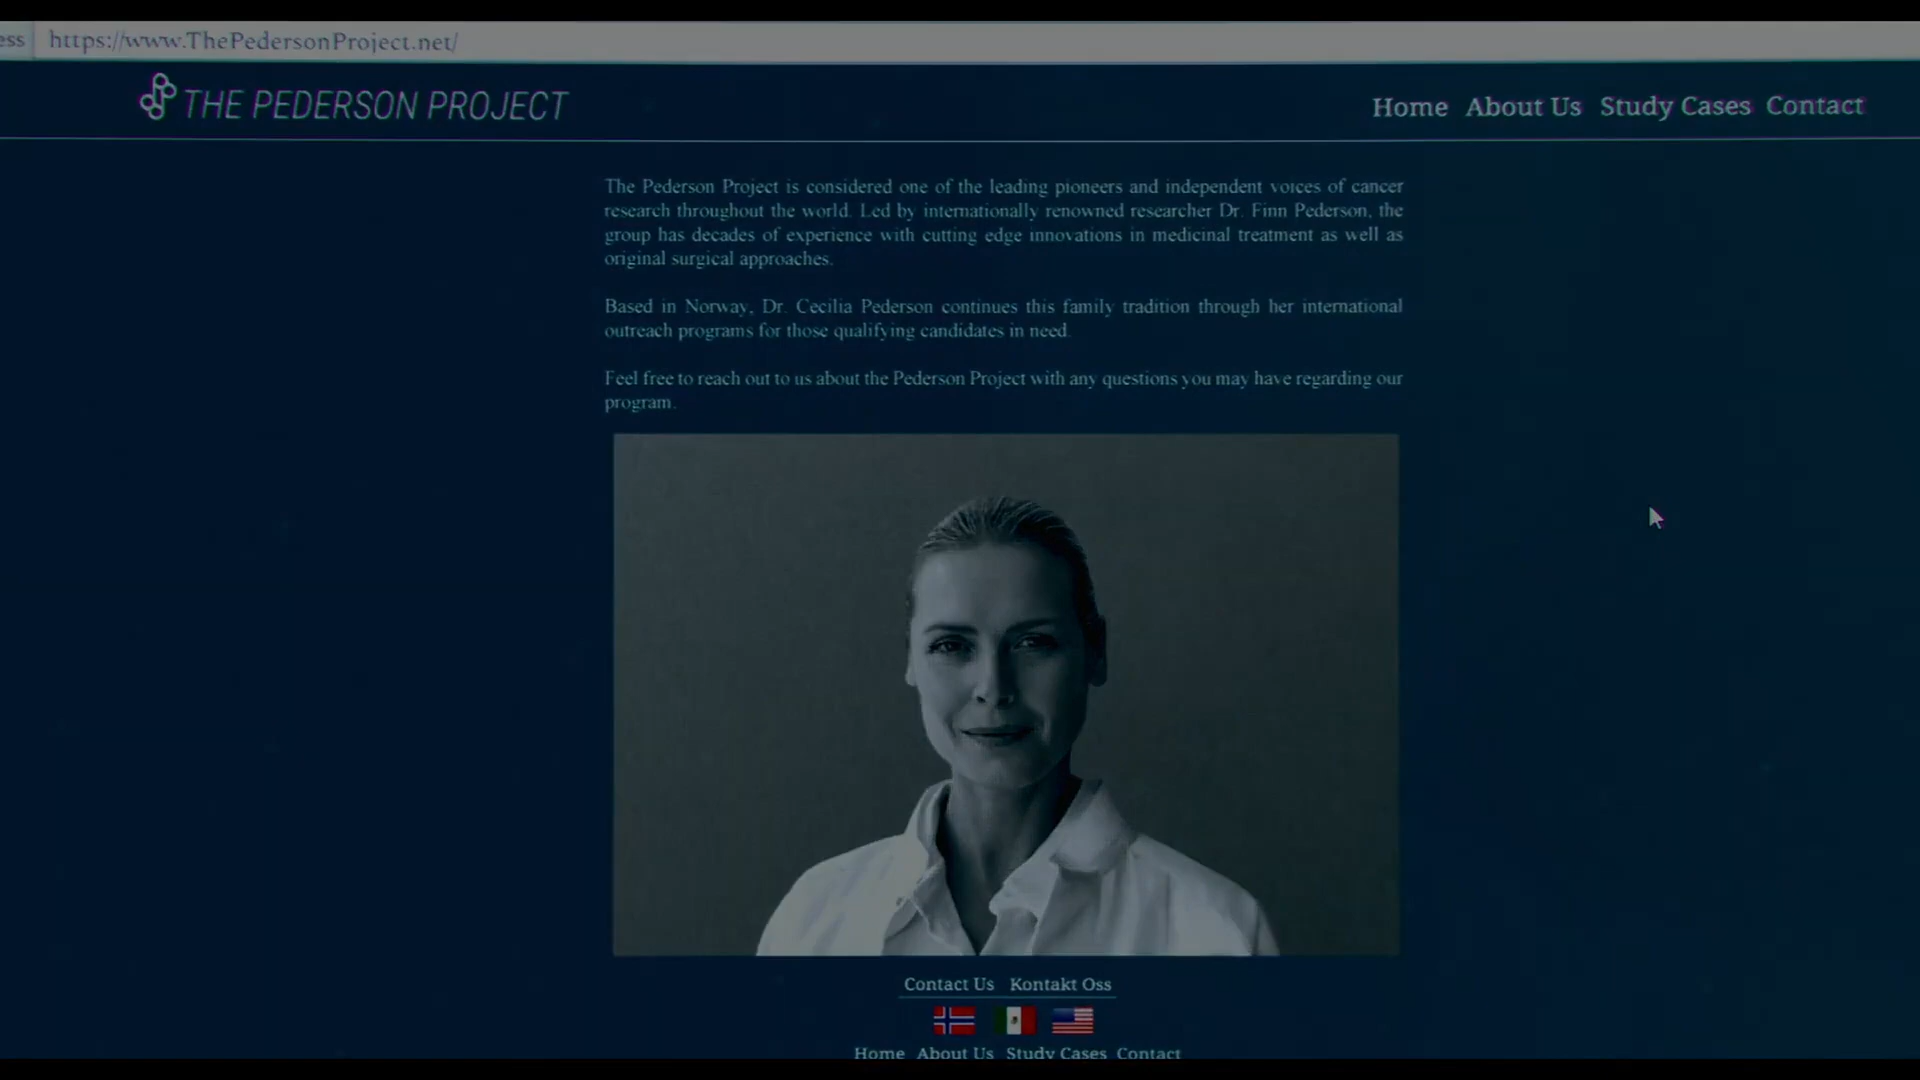 ess https://www.ThePedersonProject.net/
THE PEDERSON PROJECT
Home About Us Study Cases Contact
The Pederson Project is considered one of the leading pioneers and independent voices of cancer
research throughout the world. Led by internationally renowned researcher Dr. Finn Pederson, the
group has decades of experience with cutting edge innovations in medicinal treatment as well as
original surgical approaches.
Based in Norway, Dr. Cecilia Pederson continues this family tradition through her international
outreach programs for those qualifying candidates in need.
Feel free to reach out to us about the Pederson Project with any questions you may have regarding our
program.
Contact Us Kontakt Oss
Home About Us Study Cases Contact